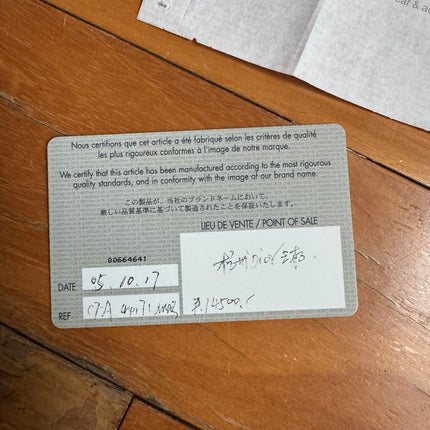 ear & a
Nous certifions que cet article a été fabriqué selon les critères de qualité
les plus rigoureux conformes à l'image de notre marque.
We certify that this article has been manufactured according to the most rigourous
quality standards, and in conformity with the image of our brand name.
この製品が、当社のブランドネームにおいて、
厳しい品質基準に基づいて製造されたことを保証いたします。
LIEU DE VENTE / POINT OF SALE
00664641
Dior
DATE 05.10.17
REF
14500